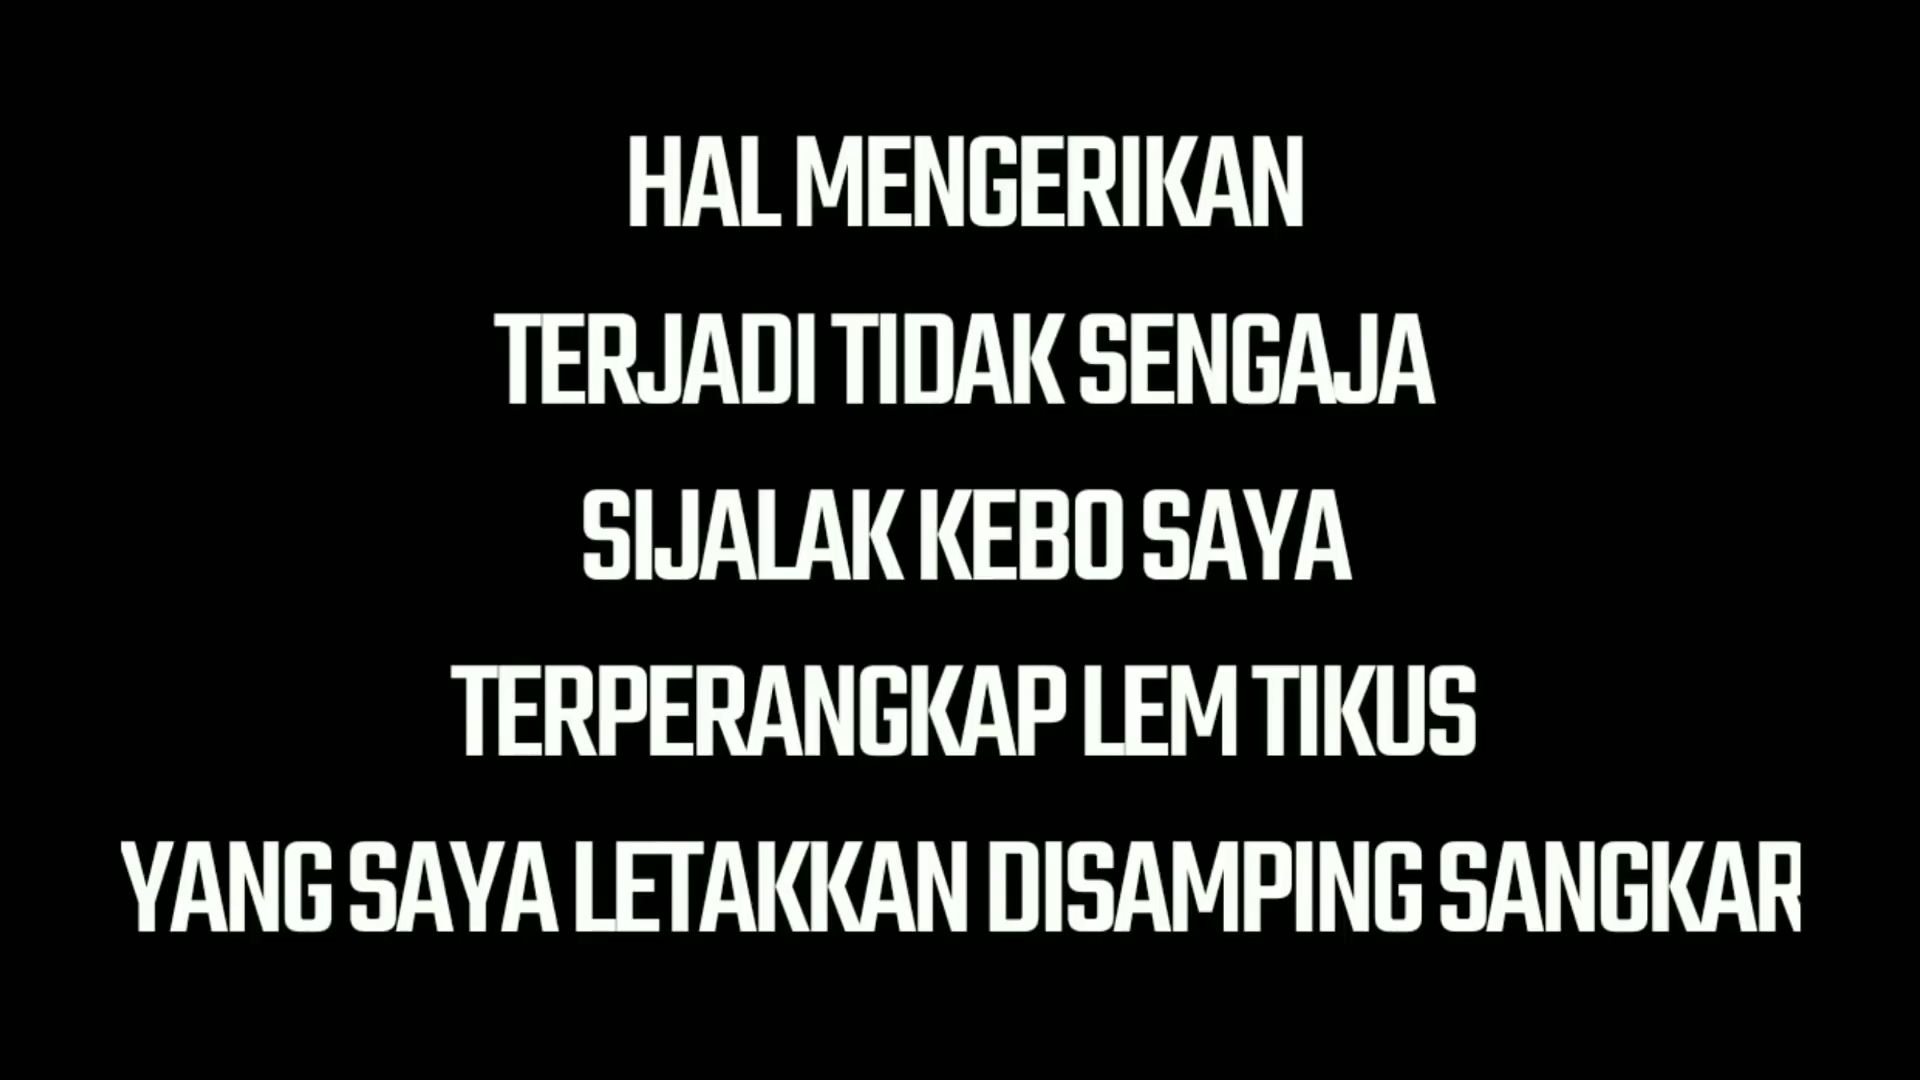 HAL MENGERIKAN
TERJADI TIDAK SENGAJA
SIJALAK KEBO SAYA
TERPERANGKAP LEM TIKUS
YANG SAYA LETAKKAN DISAMPING SANGKAR